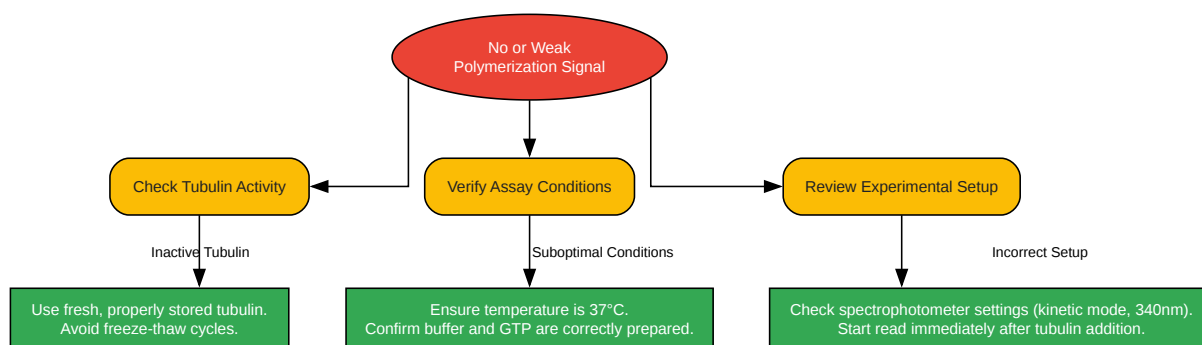 No or Weak
Polymerization Signal
Check Tubulin Activity
Verify Assay Conditions
Review Experimental Setup
Inactive Tubulin
Suboptimal Conditions
Incorrect Setup
Use fresh, properly stored tubulin.
Avoid freeze-thaw cycles.
Ensure temperature is 37°C.
Confirm buffer and GTP are correctly prepared.
Check spectrophotometer settings (kinetic mode, 340nm).
Start read immediately after tubulin addition.